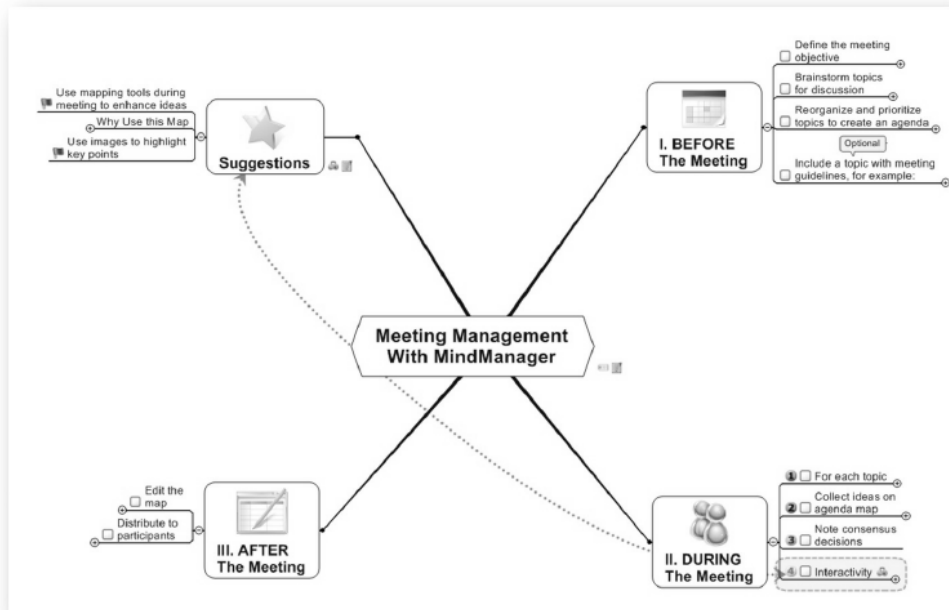 Meeting Management
With MindManager
I. BEFORE
The Meeting
Define the meeting
objective
Brainstorm topics
for discussion
Reorganize and prioritize
topics to create an agenda
Optional
Include a topic with meeting
guidelines, for example:
II. DURING
The Meeting
1 For each topic
2 Collect ideas on
agenda map
3 Note consensus
decisions
4 Interactivity
III. AFTER
The Meeting
Edit the
map
Distribute to
participants
Suggestions
Use mapping tools during
meeting to enhance ideas
Why Use this Map
Use images to highlight
key points